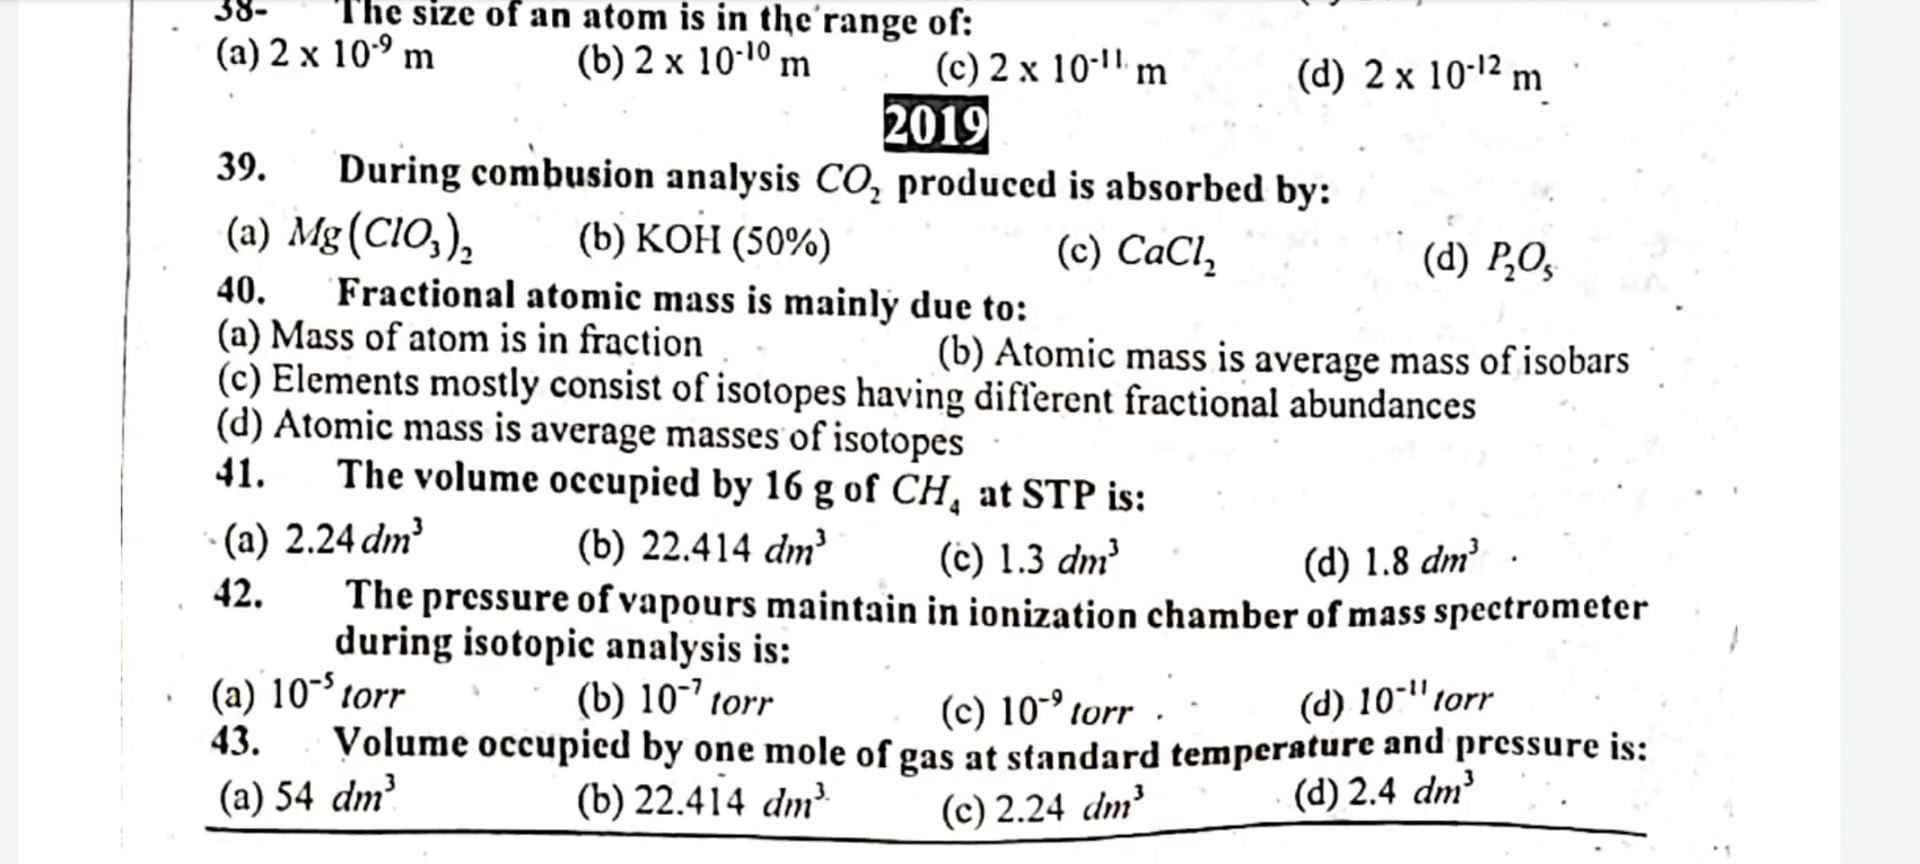 38- The size of an atom is in the range of:
(a) 2 x 10⁻⁹ m (b) 2 x 10⁻¹⁰ m (c) 2 x 10⁻¹¹ m (d) 2 x 10⁻¹² m
2019
39. During combusion analysis CO₂ produced is absorbed by:
(a) Mg(ClO₃)₂ (b) KOH (50%) (c) CaCl₂ (d) P₂O₅
40. Fractional atomic mass is mainly due to:
(a) Mass of atom is in fraction (b) Atomic mass is average mass of isobars
(c) Elements mostly consist of isotopes having different fractional abundances
(d) Atomic mass is average masses of isotopes
41. The volume occupied by 16 g of CH₄ at STP is:
(a) 2.24 dm³ (b) 22.414 dm³ (c) 1.3 dm³ (d) 1.8 dm³
42. The pressure of vapours maintain in ionization chamber of mass spectrometer
during isotopic analysis is:
(a) 10⁻⁵ torr (b) 10⁻⁷ torr (c) 10⁻⁹ torr (d) 10⁻¹¹ torr
43. Volume occupied by one mole of gas at standard temperature and pressure is:
(a) 54 dm³ (b) 22.414 dm³ (c) 2.24 dm³ (d) 2.4 dm³